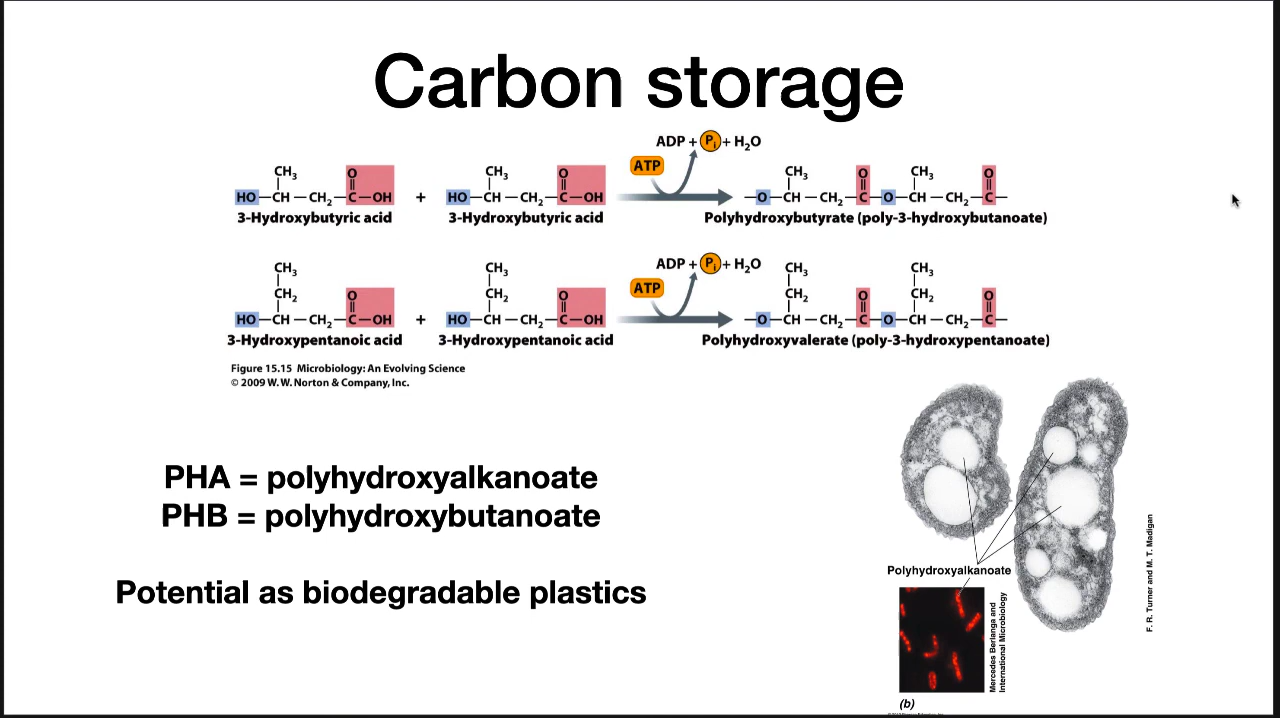 Carbon storage
ADP + Pi + H₂O
ATP
CH₃ O CH₃ O CH₃ O CH₃ O
HO—CH—CH₂—C—OH + HO—CH—CH₂—C—OH —O—CH—CH₂—C—O—CH—CH₂—C—
3-Hydroxybutyric acid 3-Hydroxybutyric acid Polyhydroxybutyrate (poly-3-hydroxybutanoate)
ADP + Pi + H₂O
CH₃ CH₃ CH₃ CH₃
ATP
CH₂ O CH₂ O CH₂ O CH₂ O
HO—CH—CH₂—C—OH + HO—CH—CH₂—C—OH —O—CH—CH₂—C—O—CH—CH₂—C—
3-Hydroxypentanoic acid 3-Hydroxypentanoic acid Polyhydroxyvalerate (poly-3-hydroxypentanoate)
Figure 15.15 Microbiology: An Evolving Science
© 2009 W. W. Norton & Company, Inc.
PHA = polyhydroxyalkanoate
PHB = polyhydroxybutanoate
Potential as biodegradable plastics
Polyhydroxyalkanoate
F. R. Turner and M. T. Madigan
Mercedes Berlanga and
International Microbiology
(b)